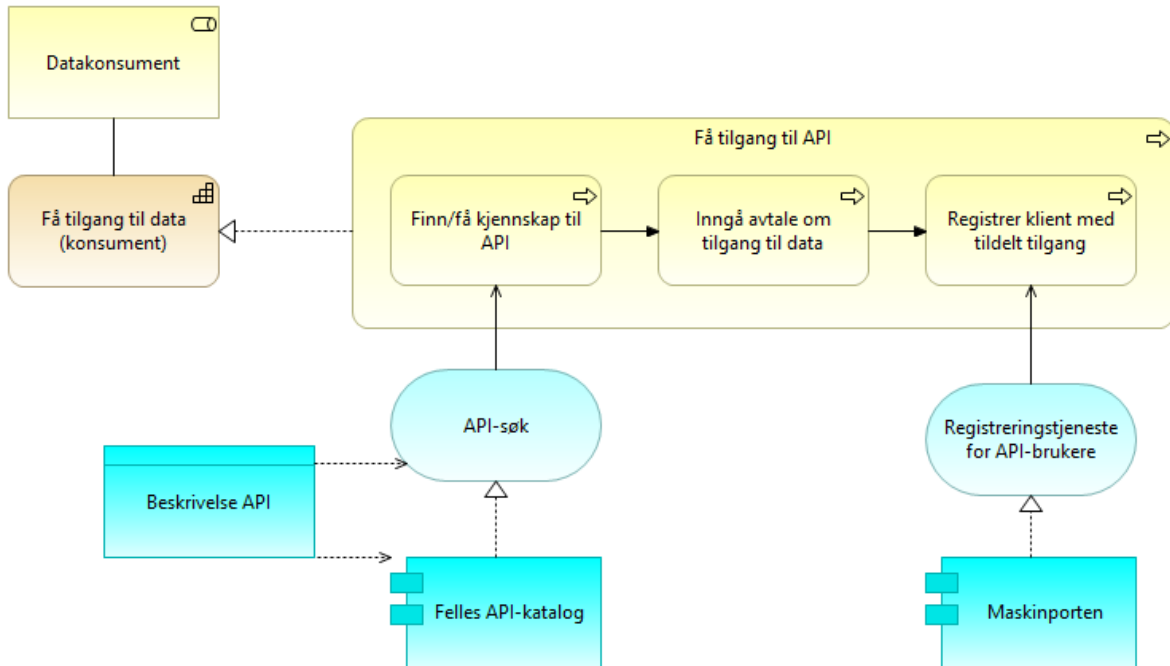 Datakonsument
Få tilgang til API
Få tilgang til data
(konsument)
Finn/få kjennskap til
API
Inngå avtale om
tilgang til data
Registrer klient med
tildelt tilgang
API-søk
Registreringstjeneste
for API-brukere
Beskrivelse API
Felles API-katalog
Maskinporten